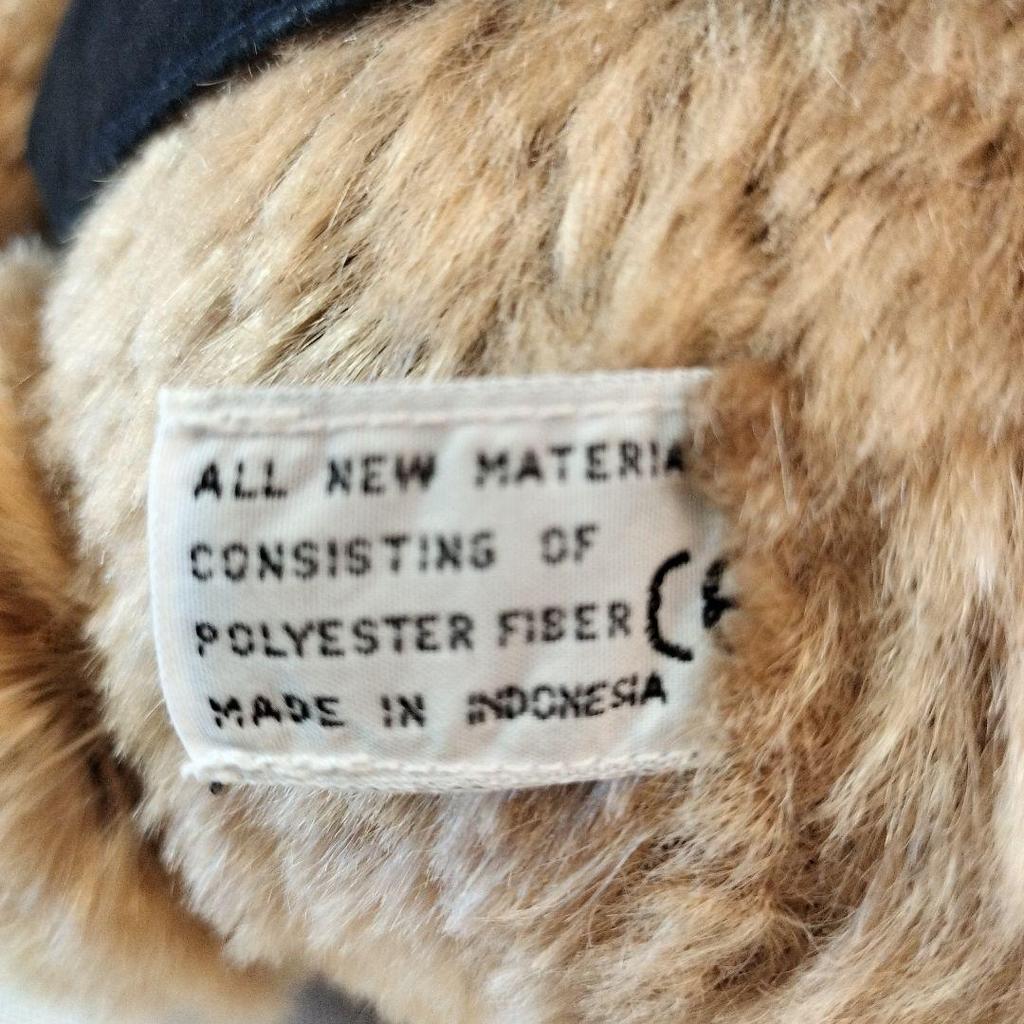 ALL NEW MATERIA
CONSISTING OF
POLYESTER FIBER
MADE IN INDONESIA